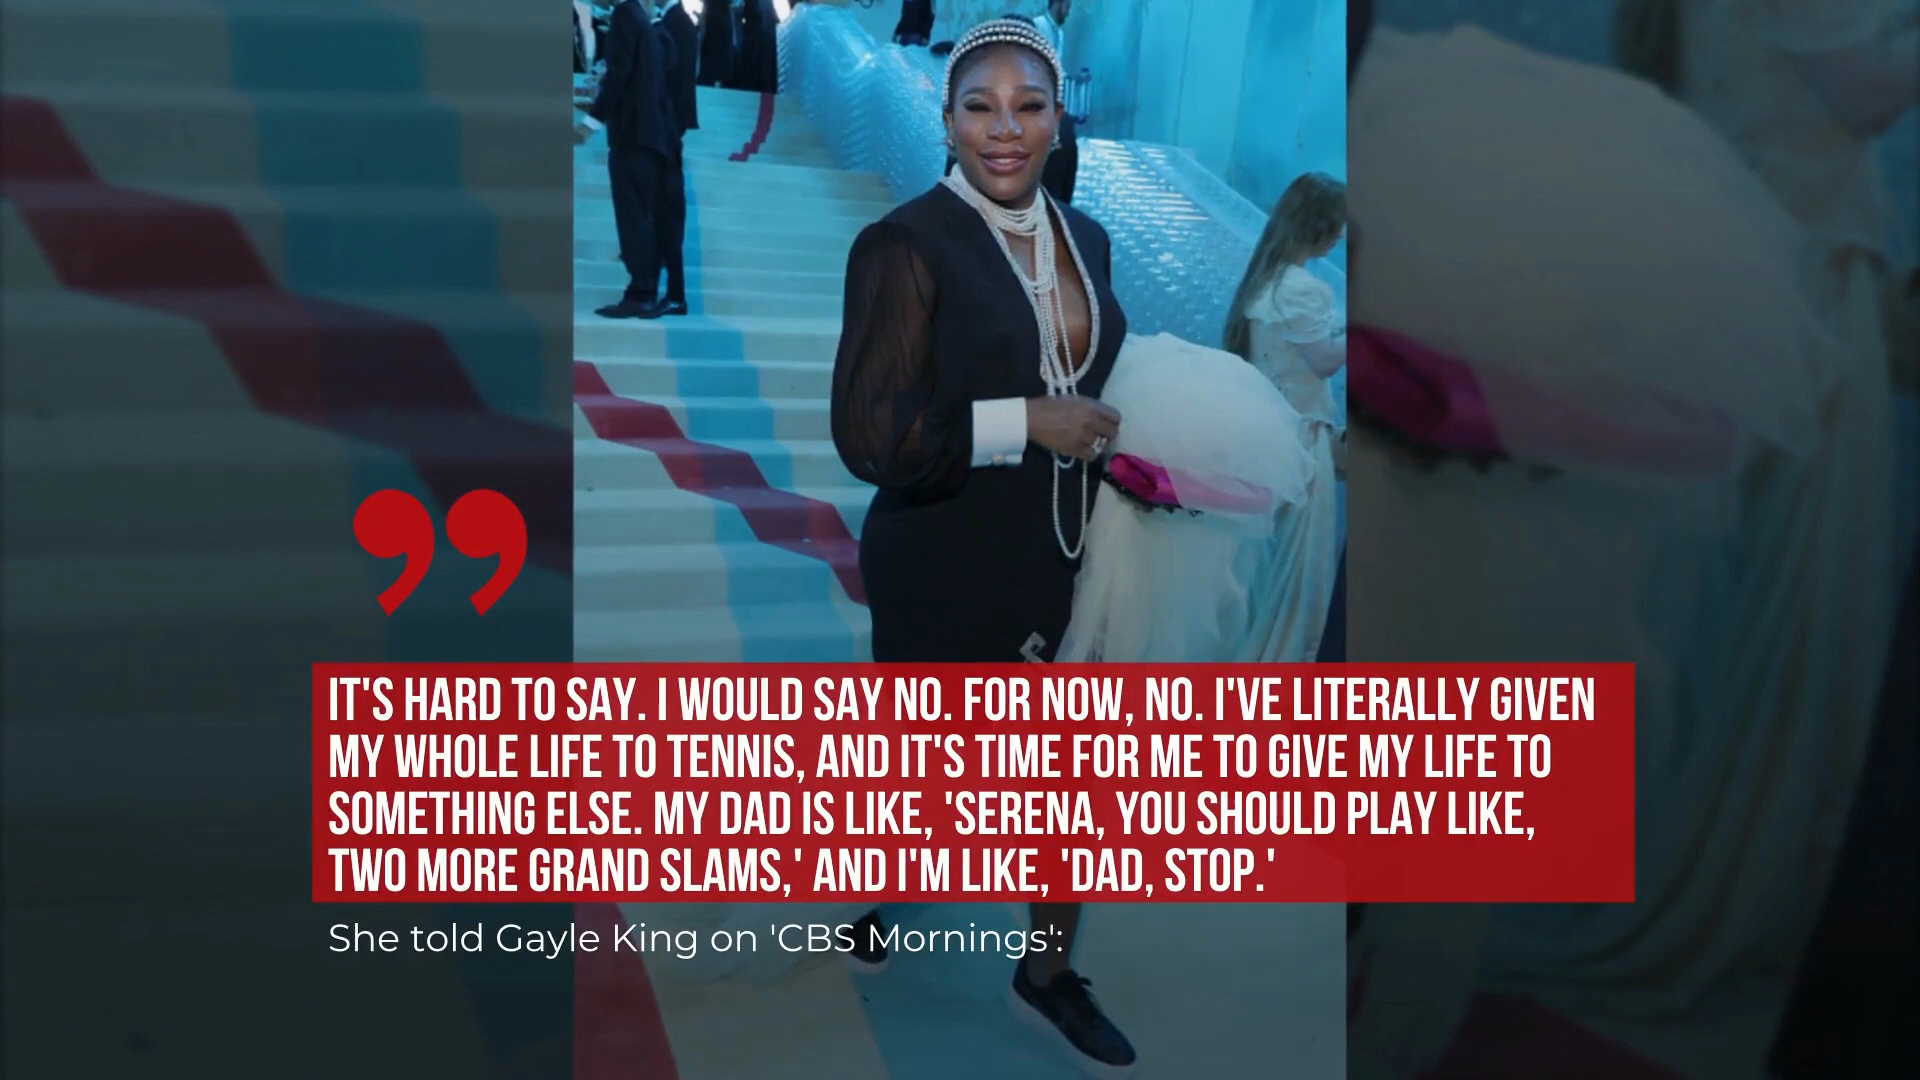 ”
IT'S HARD TO SAY. I WOULD SAY NO. FOR NOW, NO. I'VE LITERALLY GIVEN
MY WHOLE LIFE TO TENNIS, AND IT'S TIME FOR ME TO GIVE MY LIFE TO
SOMETHING ELSE. MY DAD IS LIKE, 'SERENA, YOU SHOULD PLAY LIKE,
TWO MORE GRAND SLAMS,' AND I'M LIKE, 'DAD, STOP.'
She told Gayle King on 'CBS Mornings':